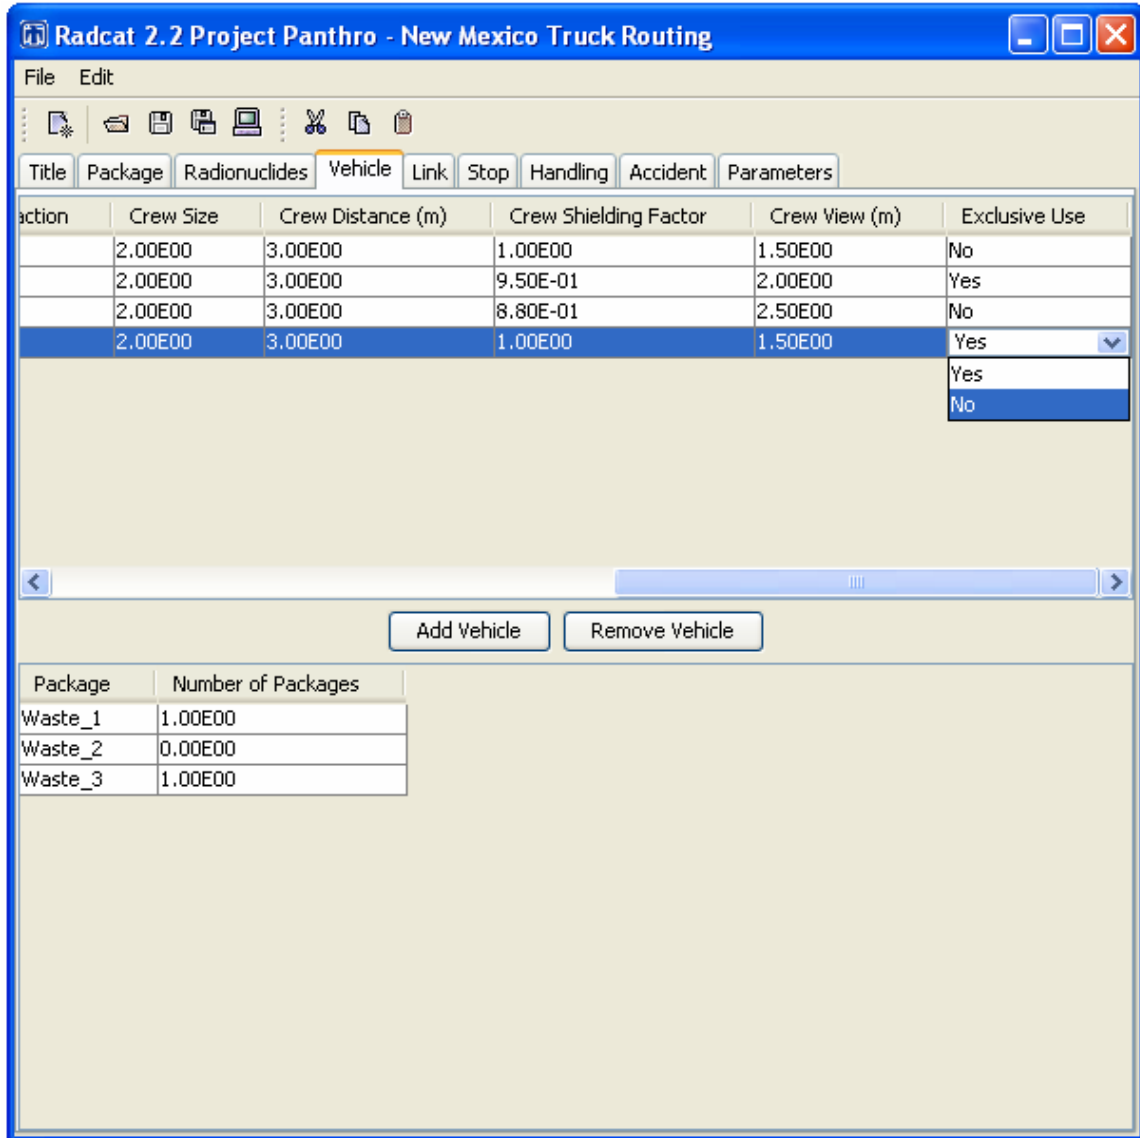 Radcat 2.2 Project Panthro - New Mexico Truck Routing
File Edit
Title Package Radionuclides Vehicle Link Stop Handling Accident Parameters
action Crew Size Crew Distance (m) Crew Shielding Factor Crew View (m) Exclusive Use
2.00E00 3.00E00 1.00E00 1.50E00 No
2.00E00 3.00E00 9.50E-01 2.00E00 Yes
2.00E00 3.00E00 8.80E-01 2.50E00 No
2.00E00 3.00E00 1.00E00 1.50E00 Yes
Yes
No
Add Vehicle Remove Vehicle
Package Number of Packages
Waste_1 1.00E00
Waste_2 0.00E00
Waste_3 1.00E00